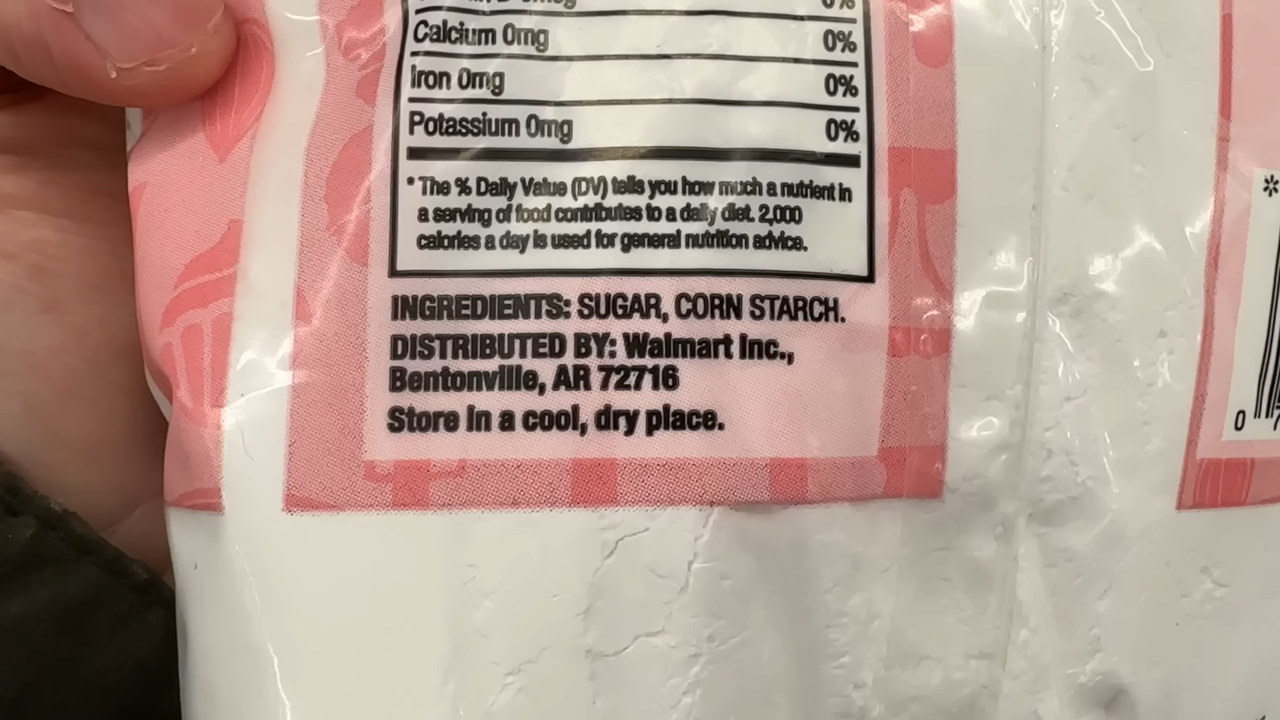 Calcium 0mg 0%
Iron 0mg 0%
Potassium 0mg 0%
* The % Daily Value (DV) tells you how much a nutrient in
a serving of food contributes to a daily diet. 2,000
calories a day is used for general nutrition advice.
INGREDIENTS: SUGAR, CORN STARCH.
DISTRIBUTED BY: Walmart Inc.,
Bentonville, AR 72716
Store in a cool, dry place.
*
0